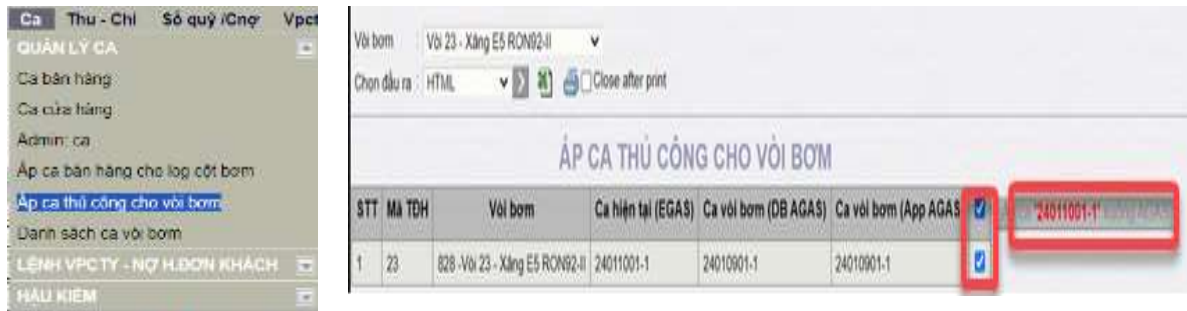 Ca Thu - Chi Sổ quỹ /Cnợ Vpct
QUẢN LÝ CA
Ca bán hàng
Ca cửa hàng
Admin: ca
Áp ca bán hàng cho log cột bơm
Áp ca thủ công cho vòi bơm
Danh sách ca vòi bơm
LỆNH VPCTY - NỢ H.ĐƠN KHÁCH
HẬU KIỂM
Vòi bơm : Vòi 23 - Xăng E5 RON92-II
Chọn đầu ra : HTML Close after print
ÁP CA THỦ CÔNG CHO VÒI BƠM
STT Mã TĐH Vòi bơm Ca hiện tại (EGAS) Ca vòi bơm (DB AGAS) Ca vòi bơm (App AGAS "24011001-1" xuống AGAS
1 23 828 -Vòi 23 - Xăng E5 RON92-II 24011001-1 24010901-1 24010901-1